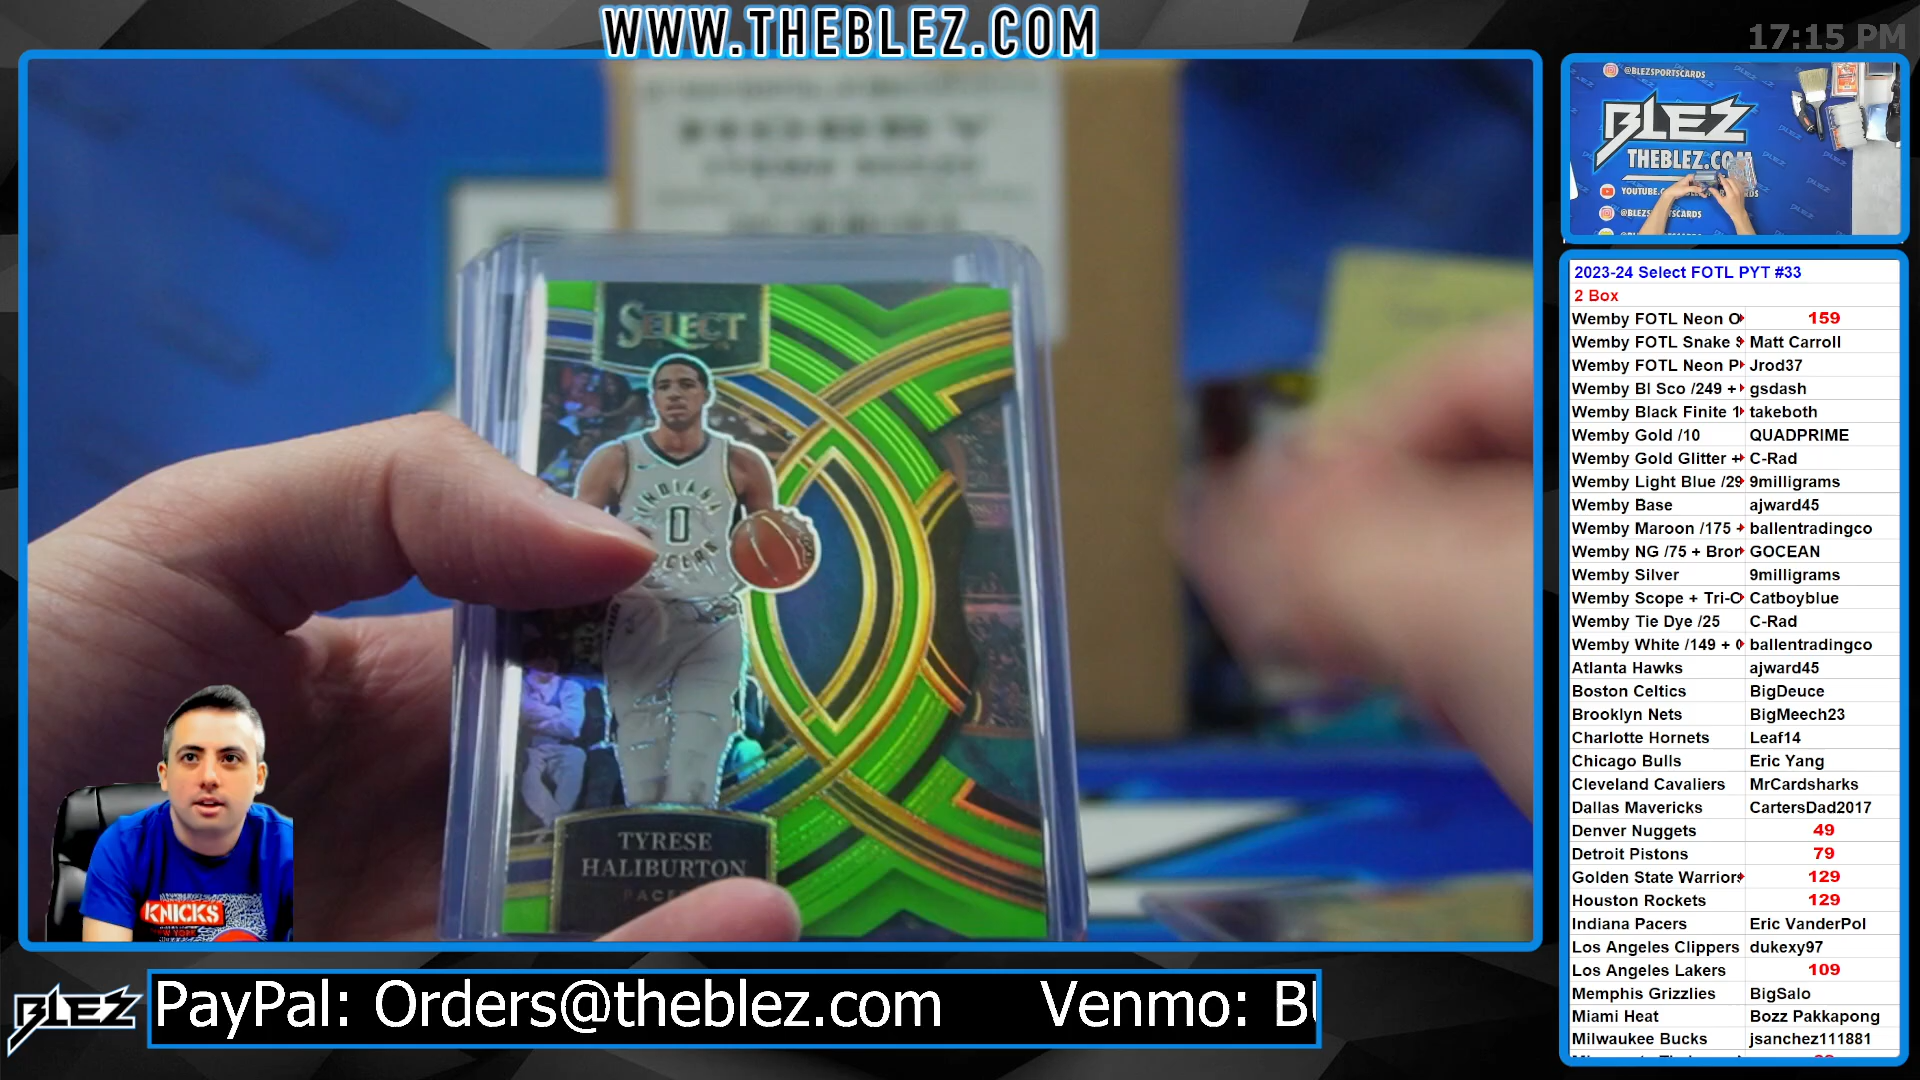 WWW.THEBLEZ.COM
17:15 PM
@BLEZSPORTSCARDS
BLEZ
THEBLEZ.COM
SELECT
INDIANA
0
TYRESE
HALIBURTON
KNICKS
NEW YORK
2023-24 Select FOTL PYT #33
2 Box
Wemby FOTL Neon O 159
Wemby FOTL Snake S Matt Carroll
Wemby FOTL Neon P Jrod37
Wemby Bl Sco /249 + gsdash
Wemby Black Finite 1 takeboth
Wemby Gold /10 QUADPRIME
Wemby Gold Glitter + C-Rad
Wemby Light Blue /29 9milligrams
Wemby Base ajward45
Wemby Maroon /175 + ballentradingco
Wemby NG /75 + Bron GOCEAN
Wemby Silver 9milligrams
Wemby Scope + Tri-C Catboyblue
Wemby Tie Dye /25 C-Rad
Wemby White /149 + ballentradingco
Atlanta Hawks ajward45
Boston Celtics BigDeuce
Brooklyn Nets BigMeech23
Charlotte Hornets Leaf14
Chicago Bulls Eric Yang
Cleveland Cavaliers MrCardsharks
Dallas Mavericks CartersDad2017
Denver Nuggets 49
Detroit Pistons 79
Golden State Warriors 129
Houston Rockets 129
Indiana Pacers Eric VanderPol
Los Angeles Clippers dukexy97
Los Angeles Lakers 109
Memphis Grizzlies BigSalo
Miami Heat Bozz Pakkapong
Milwaukee Bucks jsanchez111881
BLEZ
PayPal: Orders@theblez.com Venmo: